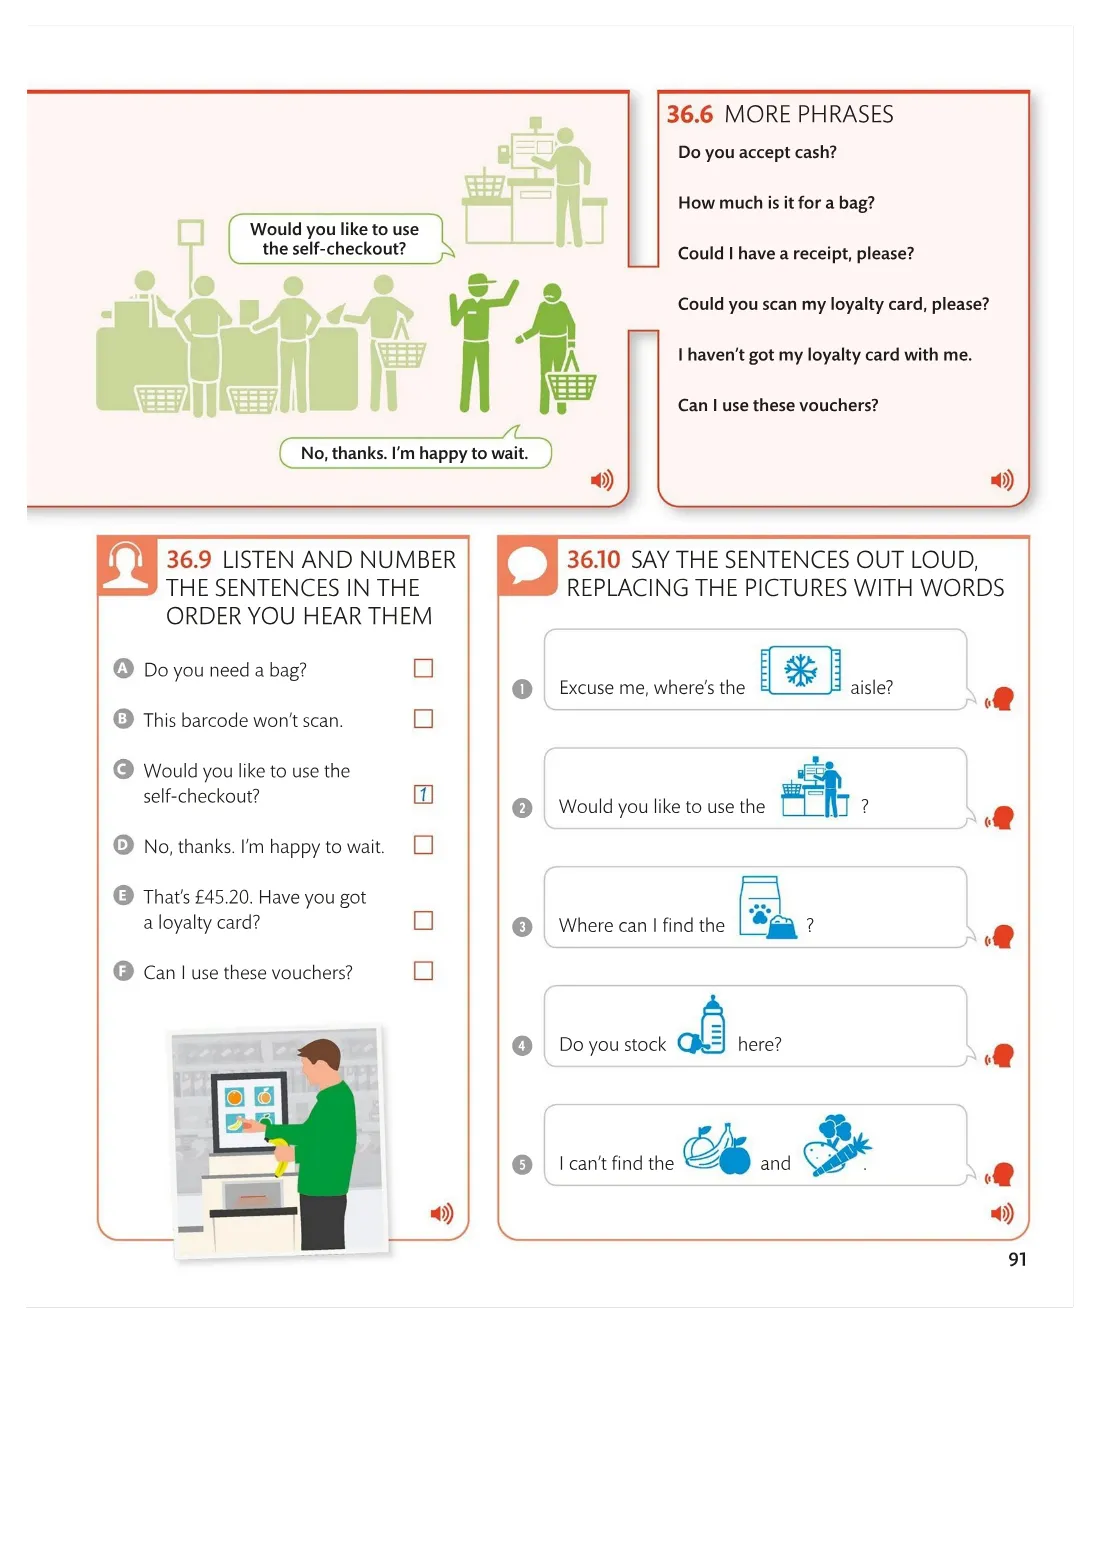 Would you like to use
the self-checkout?
No, thanks. I'm happy to wait.
36.6 MORE PHRASES
Do you accept cash?
How much is it for a bag?
Could I have a receipt, please?
Could you scan my loyalty card, please?
I haven't got my loyalty card with me.
Can I use these vouchers?
36.9 LISTEN AND NUMBER
THE SENTENCES IN THE
ORDER YOU HEAR THEM
A Do you need a bag?
B This barcode won't scan.
C Would you like to use the
self-checkout? 1
D No, thanks. I'm happy to wait.
E That's £45.20. Have you got
a loyalty card?
F Can I use these vouchers?
36.10 SAY THE SENTENCES OUT LOUD,
REPLACING THE PICTURES WITH WORDS
1 Excuse me, where's the aisle?
2 Would you like to use the ?
3 Where can I find the ?
4 Do you stock here?
5 I can't find the and .
91